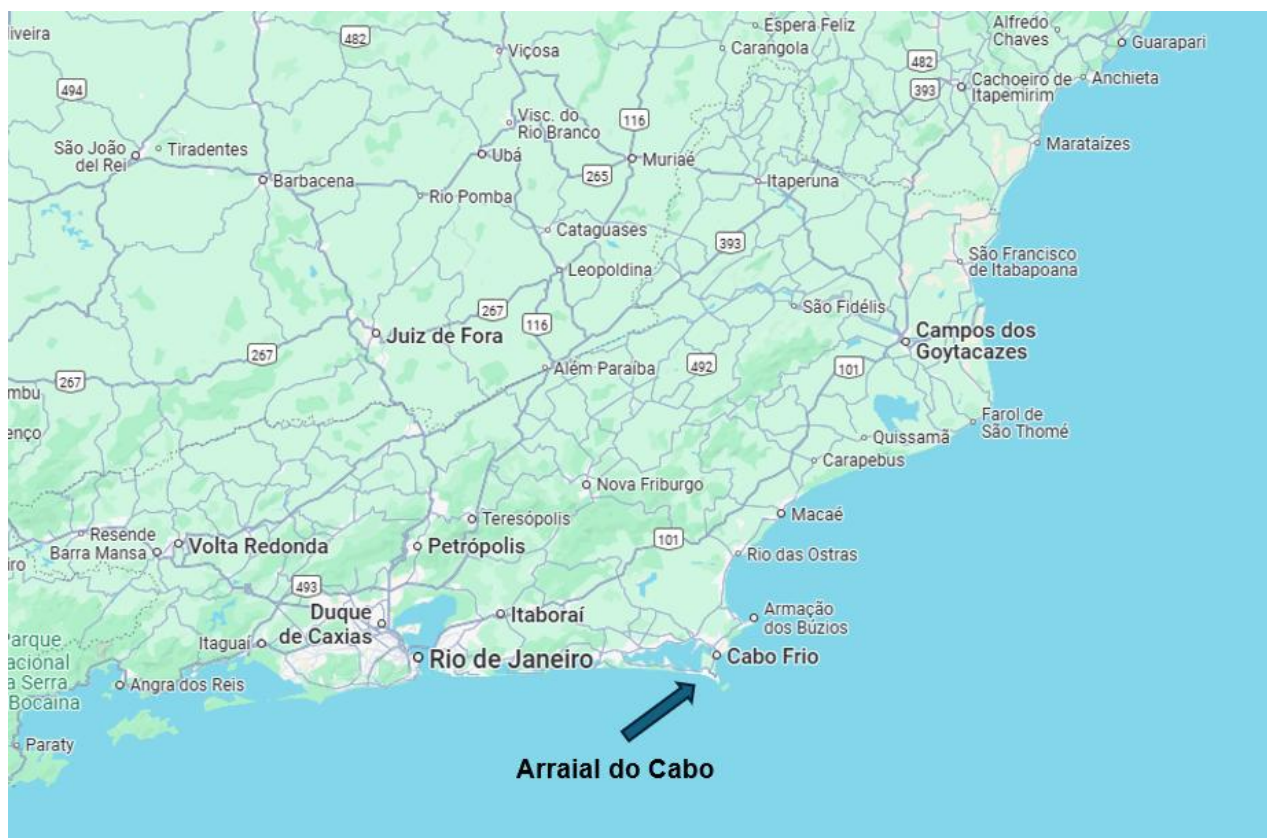 Espera Feliz
Alfredo
Chaves
Guarapari
482
Viçosa
Carangola
482
494
393
Cachoeiro de
Itapemirim
Anchieta
Visc. do
Rio Branco
116
São João
del Rei
Tiradentes
Ubá
Muriaé
Marataízes
265
Barbacena
Itaperuna
Rio Pomba
Cataguases
393
São Francisco
de Itabapoana
Leopoldina
267
São Fidélis
116
Juiz de Fora
Campos dos
Goytacazes
267
Além Paraíba
492
101
267
Farol de
São Thomé
Quissamã
Carapebus
Nova Friburgo
Teresópolis
Macaé
Resende
Barra Mansa
Volta Redonda
Petrópolis
101
Rio das Ostras
493
Duque
de Caxias
Itaboraí
Armação
dos Búzios
Itaguaí
Rio de Janeiro
Cabo Frio
Serra
Bocaina
Angra dos Reis
Paraty
Arraial do Cabo